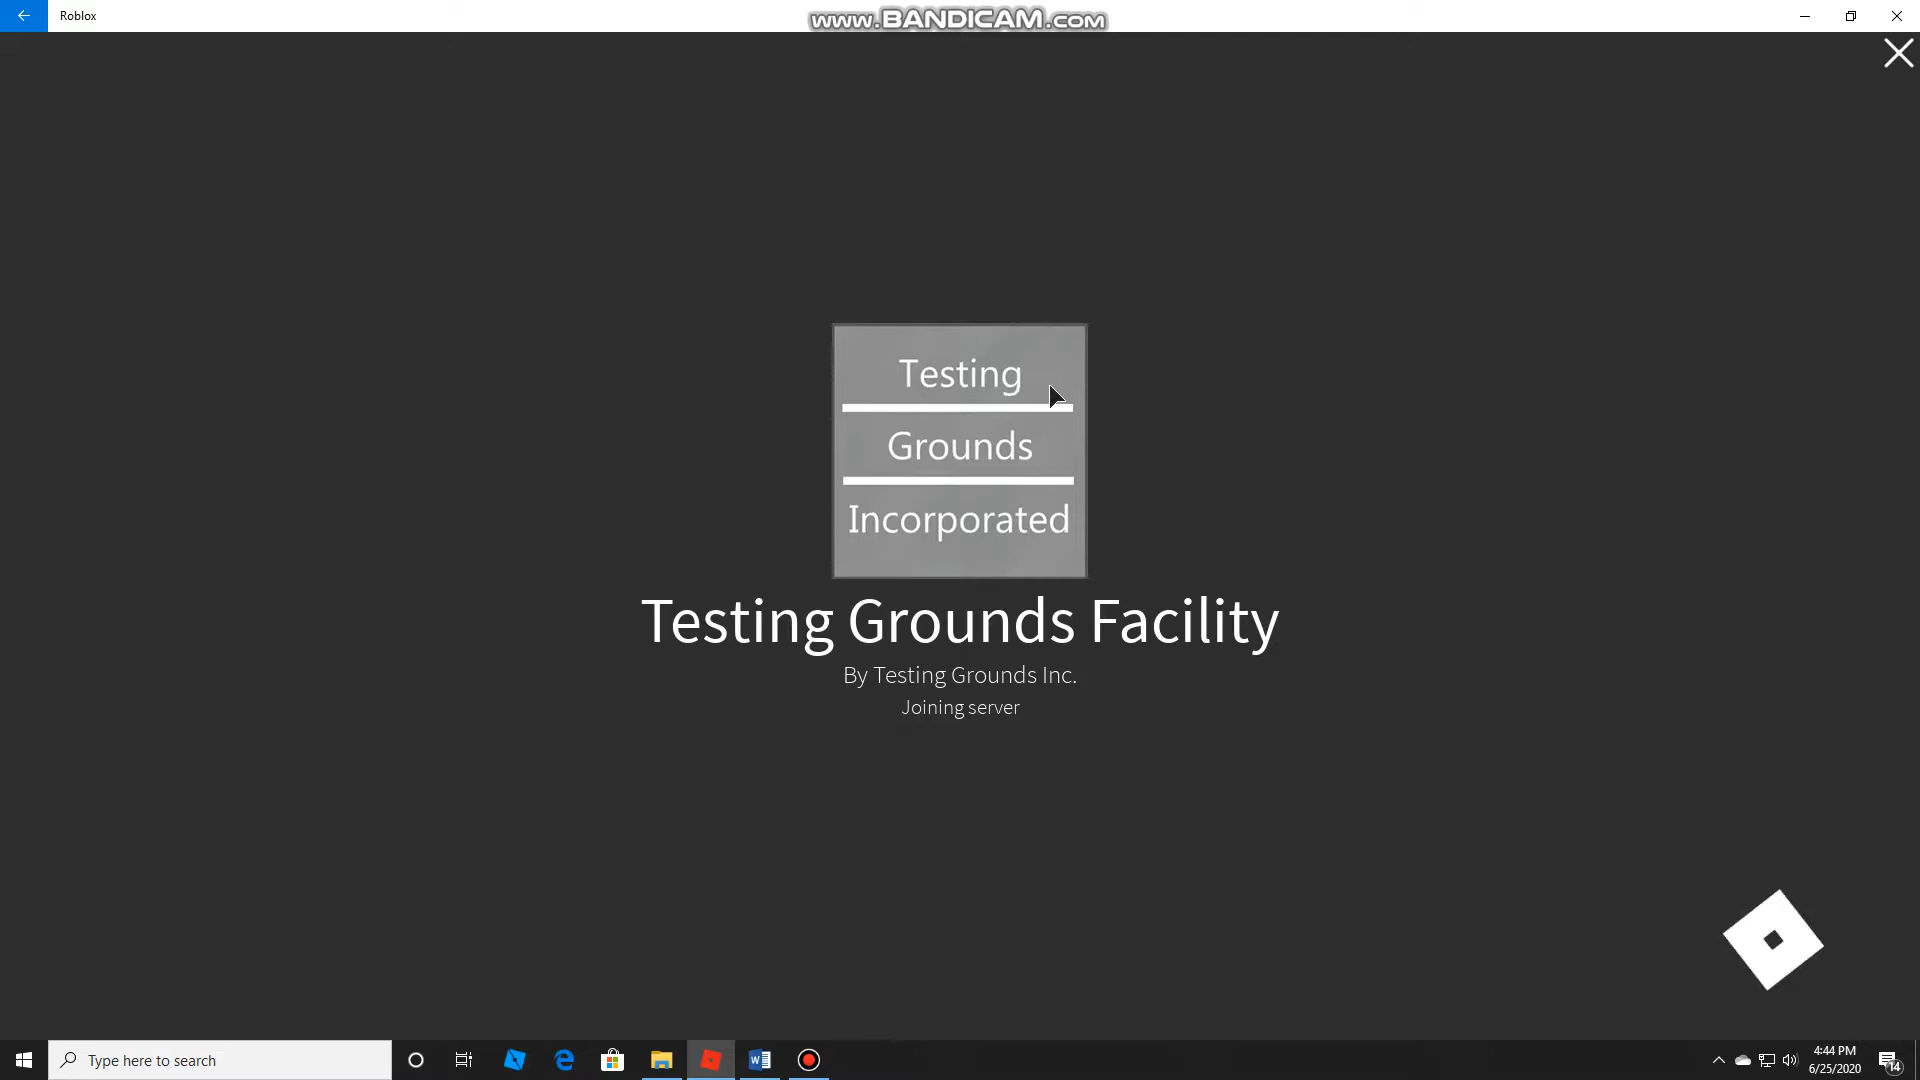 Roblox
www.BANDICAM.com
Testing
Grounds
Incorporated
Testing Grounds Facility
By Testing Grounds Inc.
Joining server
Type here to search
4:44 PM
6/25/2020
14